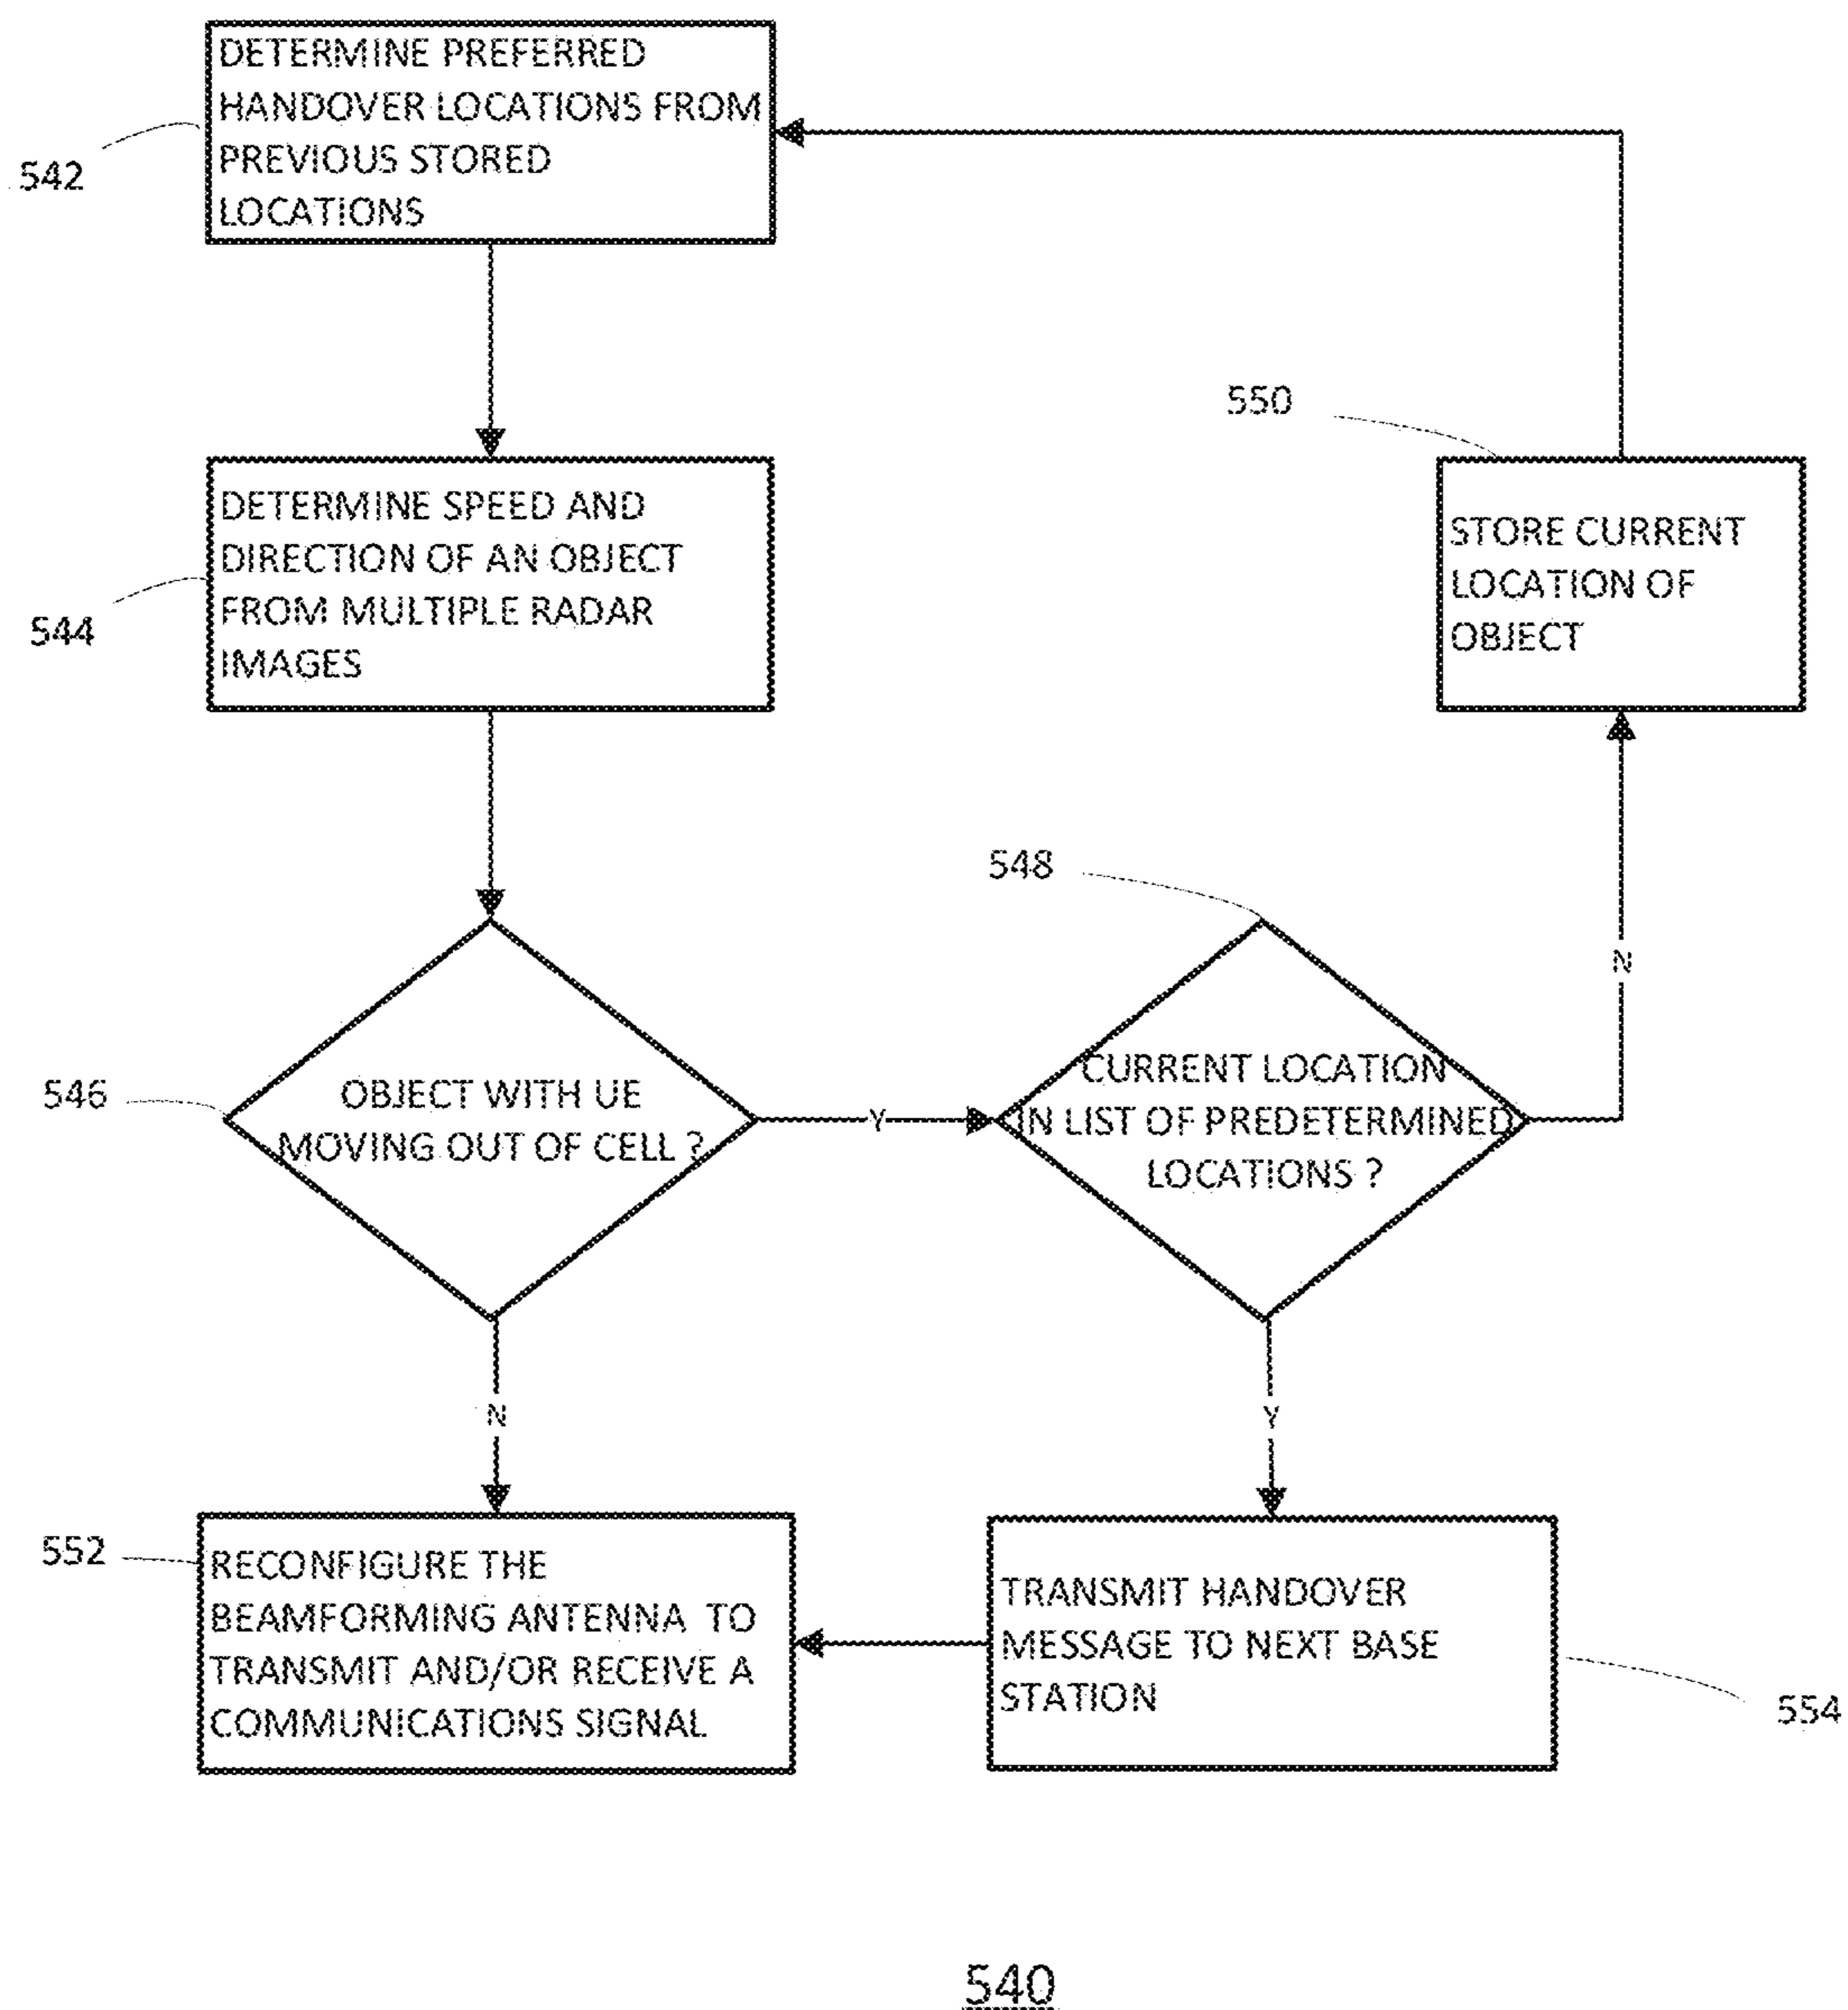 DETERMINE PREFERRED
HANDOVER LOCATIONS FROM
PREVIOUS STORED
LOCATIONS
542
550
DETERMINE SPEED AND
DIRECTION OF AN OBJECT
FROM MULTIPLE RADAR
IMAGES
544
STORE CURRENT
LOCATION OF
OBJECT
548
N
546
OBJECT WITH UE
MOVING OUT OF CELL ?
Y
CURRENT LOCATION
IN LIST OF PREDETERMINED
LOCATIONS ?
N
Y
552
RECONFIGURE THE
BEAMFORMING ANTENNA TO
TRANSMIT AND/OR RECEIVE A
COMMUNICATIONS SIGNAL
TRANSMIT HANDOVER
MESSAGE TO NEXT BASE
STATION
554
540